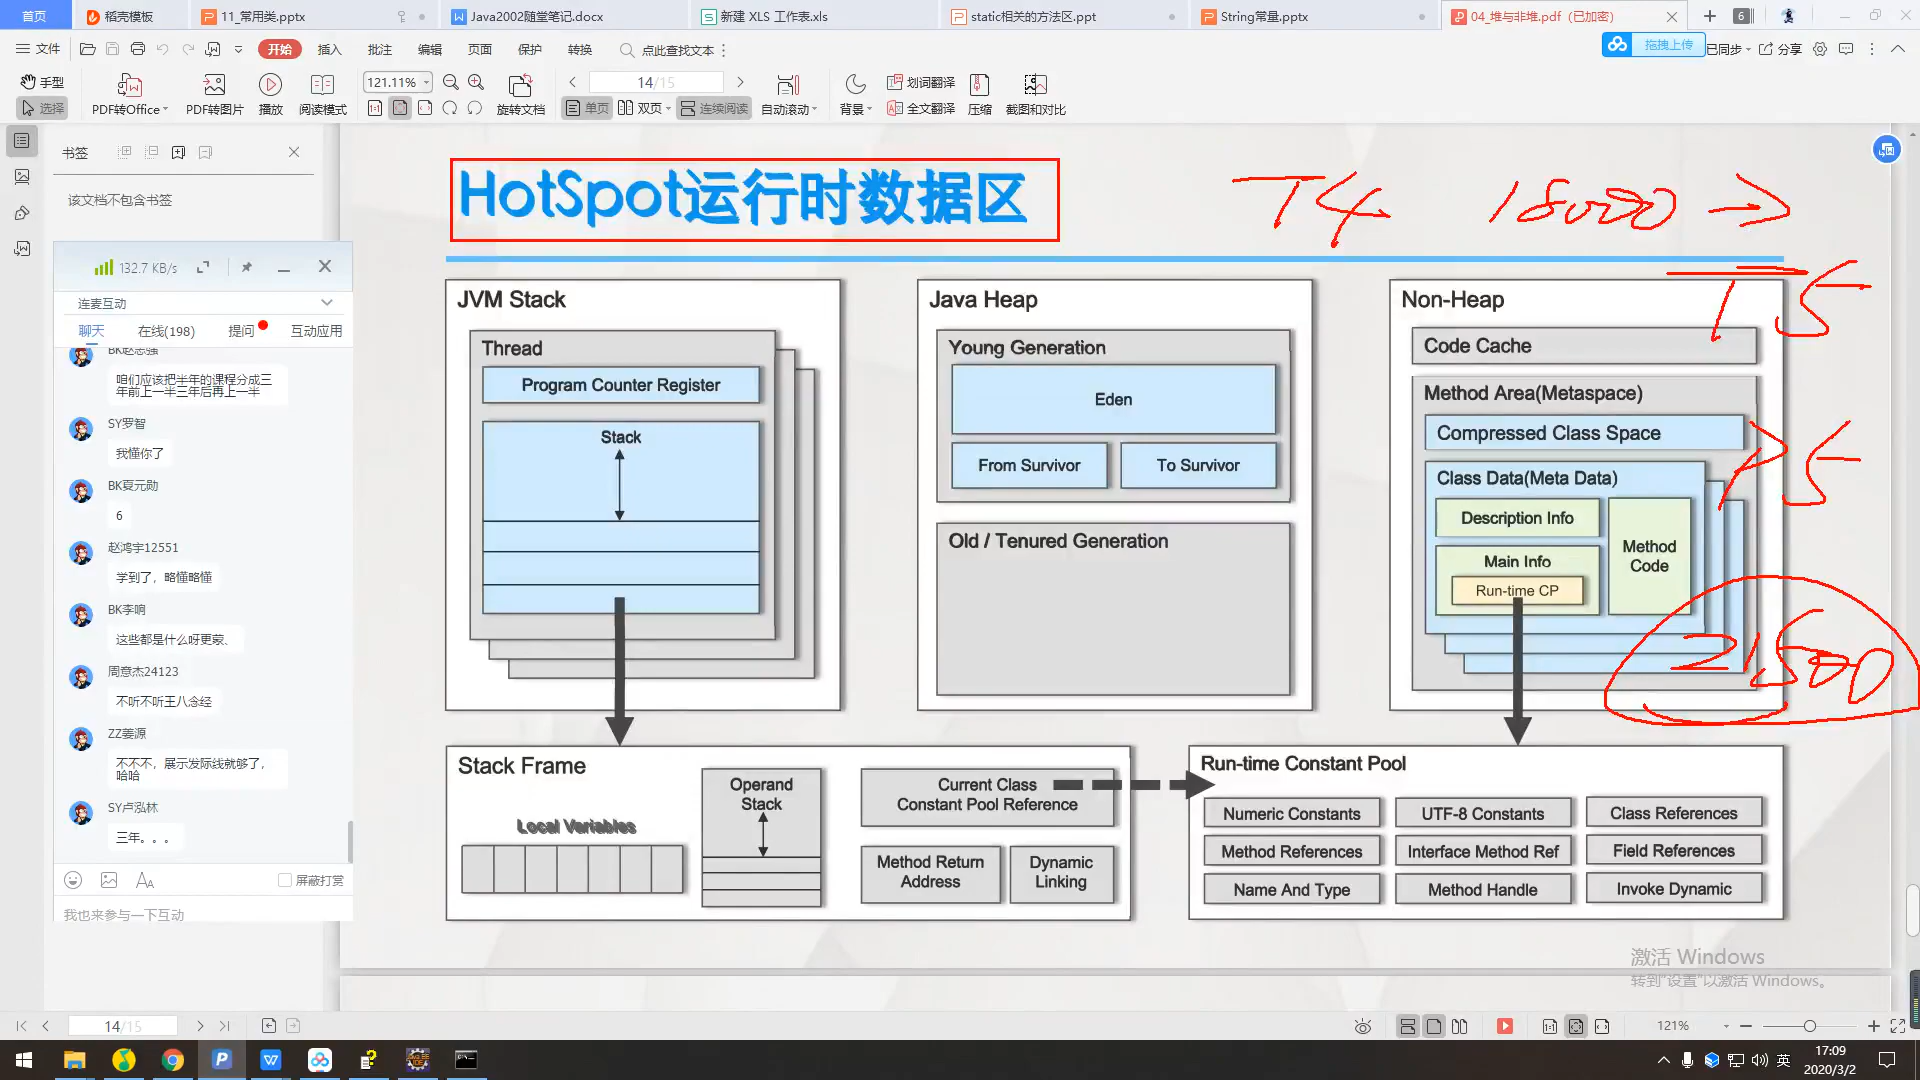 首页 稻壳模板 11_常用类.pptx Java2002随堂笔记.docx 新建 XLS 工作表.xls static相关的方法区.ppt String常量.pptx 04_堆与非堆.pdf（已加密） 6
文件 开始 插入 批注 编辑 页面 保护 转换 点此查找文本 拖拽上传 已同步 分享
手型 选择 PDF转Office PDF转图片 播放 阅读模式 121.11% 旋转文档 14/15 单页 双页 连续阅读 自动滚动 背景 划词翻译 全文翻译 压缩 截图和对比
书签
该文档不包含书签
132.7 KB/s
连麦互动
聊天 在线(198) 提问 互动应用
BK赵志强
咱们应该把半年的课程分成三
年前上一半三年后再上一半
SY罗智
我懂你了
BK夏元勋
6
赵鸿宇12551
学到了，略懂略懂
BK李响
这些都是什么呀更蒙、
周意杰24123
不听不听王八念经
ZZ姜源
不不不，展示发际线就够了，
哈哈
SY卢泓林
三年。。。
屏蔽打赏
我也来参与一下互动
HotSpot运行时数据区
T4 18000 →
T5
P5
21500
JVM Stack
Thread
Program Counter Register
Stack
Java Heap
Young Generation
Eden
From Survivor To Survivor
Old / Tenured Generation
Non-Heap
Code Cache
Method Area(Metaspace)
Compressed Class Space
Class Data(Meta Data)
Description Info
Main Info
Run-time CP
Method
Code
Stack Frame
Local Variables
Operand
Stack
Current Class
Constant Pool Reference
Method Return
Address
Dynamic
Linking
Run-time Constant Pool
Numeric Constants UTF-8 Constants Class References
Method References Interface Method Ref Field References
Name And Type Method Handle Invoke Dynamic
激活 Windows
转到"设置"以激活 Windows。
14/15 121%
英 17:09
2020/3/2